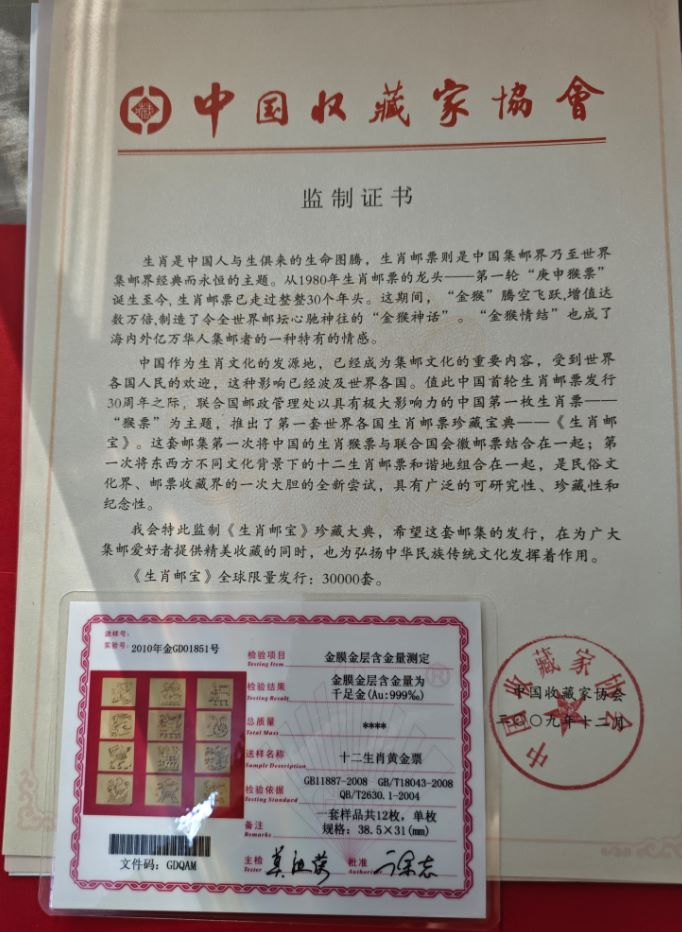 中国收藏家協會
监制证书
生肖是中国人与生俱来的生命图腾，生肖邮票则是中国集邮界乃至世界
集邮界经典而永恒的主题。从1980年生肖邮票的龙头——第一轮“庚申猴票”
诞生至今,生肖邮票已走过整整30个年头。这期间，“金猴”腾空飞跃,增值达
数万倍,制造了令全世界邮坛心驰神往的“金猴神话”。“金猴情结”也成了
海内外亿万华人集邮者的一种特有的情感。
中国作为生肖文化的发源地，已经成为集邮文化的重要内容，受到世界
各国人民的欢迎，这种影响已经波及世界各国。值此中国首轮生肖邮票发行
30周年之际，联合国邮政管理处以具有极大影响力的中国第一枚生肖票——
“猴票”为主题，推出了第一套世界各国生肖邮票珍藏宝典——《生肖邮
宝》。这套邮集第一次将中国的生肖猴票与联合国会徽邮票结合在一起；第
一次将东西方不同文化背景下的十二生肖邮票和谐地组合在一起，是民俗文
化界、邮票收藏界的一次大胆的全新尝试，具有广泛的可研究性、珍藏性和
纪念性。
我会特此监制《生肖邮宝》珍藏大典，希望这套邮集的发行，在为广大
集邮爱好者提供精美收藏的同时，也为弘扬中华民族传统文化发挥着作用。
《生肖邮宝》全球限量发行：30000套。
中国收藏家协会
中国收藏家协会
二〇〇九年十二月
送样号：
实验号：2010年金GD01851号
检验项目 金膜金层含金量测定
Testing Item
检验结果 金膜金层含金量为
Testing Result 千足金(Au:999‰)
总质量 ****
Total Mass
送样名称 十二生肖黄金票
Sample Description
检验依据 GB11887-2008 GB/T18043-2008
Testing Standard QB/T2630.1-2004
备注 一套样品共12枚，单枚
Remarks 规格：38.5×31(mm)
文件码：GDQAM
主检
Tester
批准